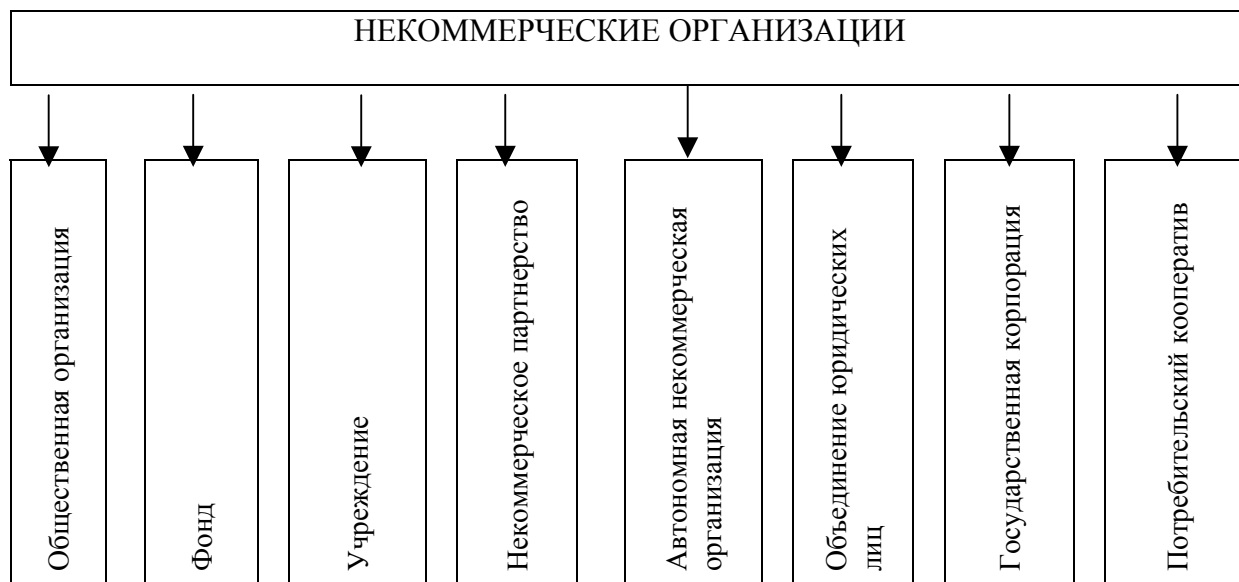 НЕКОММЕРЧЕСКИЕ ОРГАНИЗАЦИИ
Общественная организация
Фонд
Учреждение
Некоммерческое партнерство
Автономная некоммерческая
организация
Объединение юридических
лиц
Государственная корпорация
Потребительский кооператив